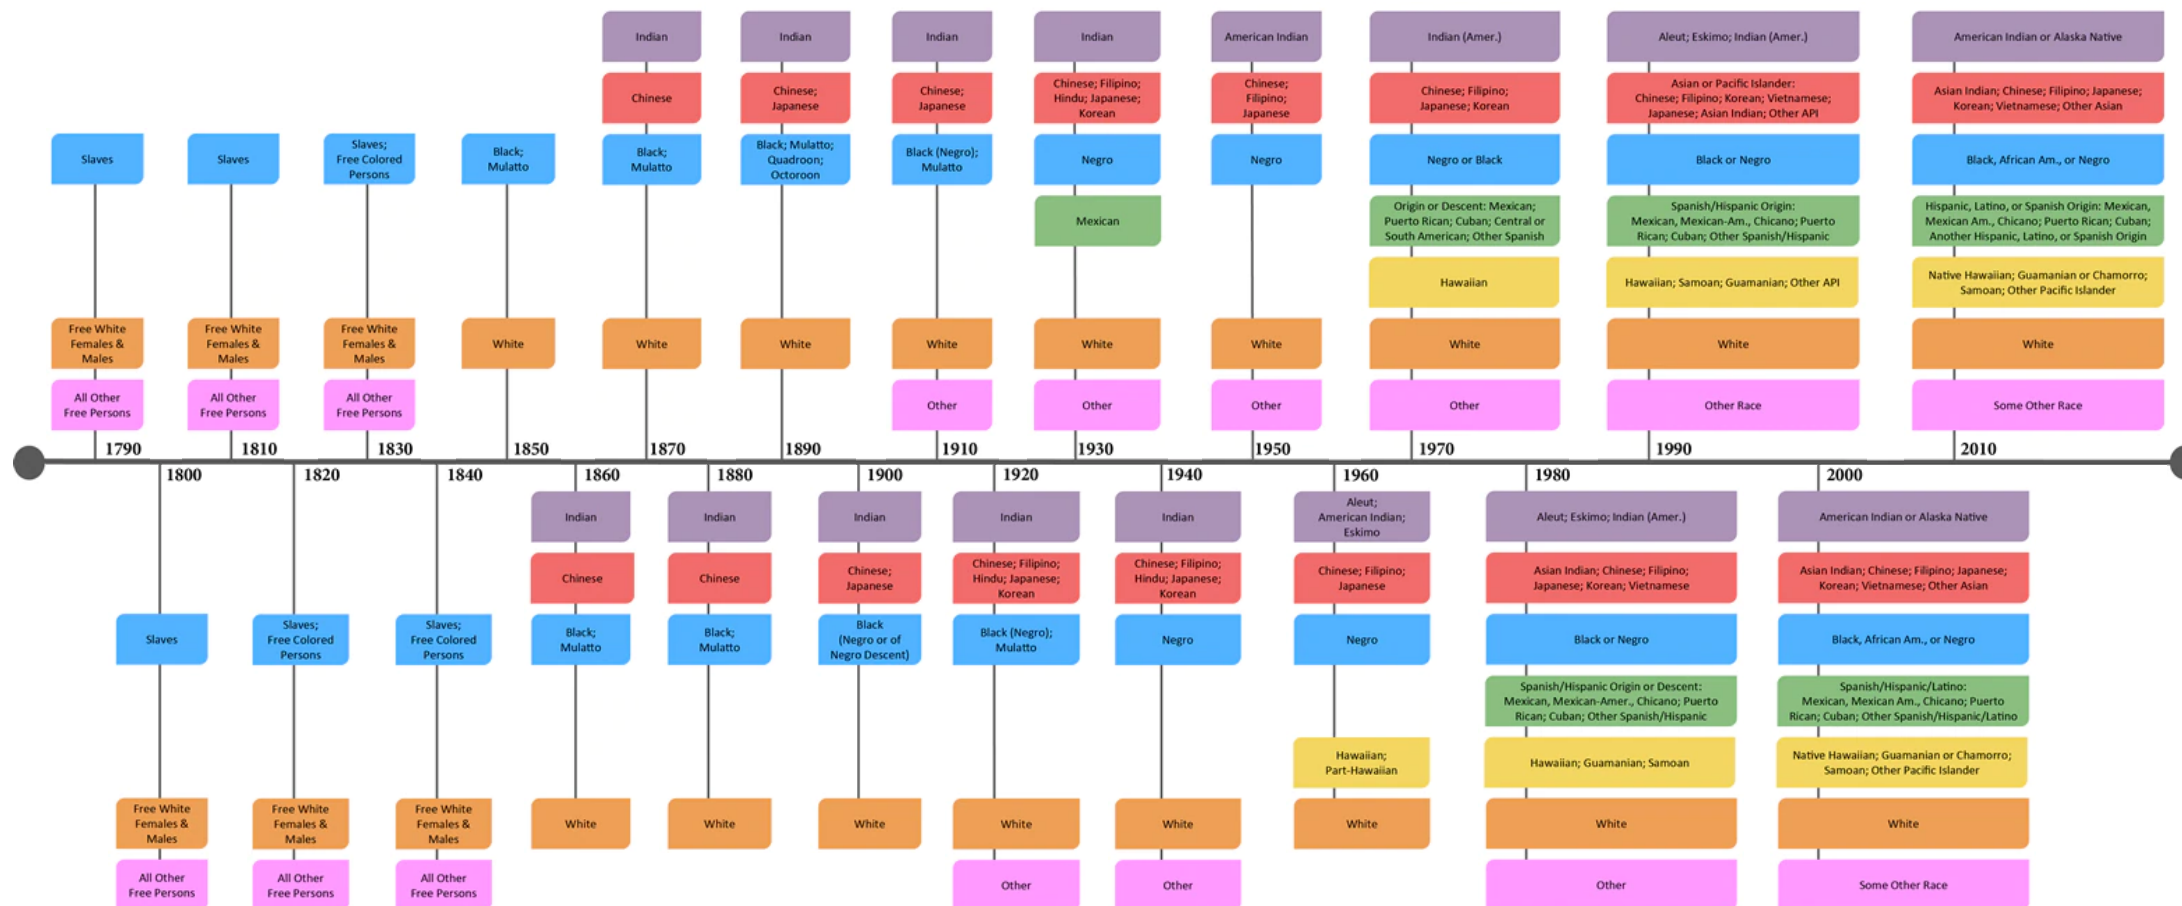 Indian
Indian
Indian
Indian
American Indian
Indian (Amer.)
Aleut; Eskimo; Indian (Amer.)
American Indian or Alaska Native
Chinese
Chinese;
Japanese
Chinese;
Japanese
Chinese; Filipino;
Hindu; Japanese;
Korean
Chinese;
Filipino;
Japanese
Chinese; Filipino;
Japanese; Korean
Asian or Pacific Islander:
Chinese; Filipino; Korean; Vietnamese;
Japanese; Asian Indian; Other API
Asian Indian; Chinese; Filipino; Japanese;
Korean; Vietnamese; Other Asian
Slaves
Slaves
Slaves;
Free Colored
Persons
Black;
Mulatto
Black;
Mulatto
Black; Mulatto;
Quadroon;
Octoroon
Black (Negro);
Mulatto
Negro
Negro
Negro or Black
Black or Negro
Black, African Am., or Negro
Mexican
Origin or Descent: Mexican;
Puerto Rican; Cuban; Central or
South American; Other Spanish
Spanish/Hispanic Origin:
Mexican, Mexican-Am., Chicano; Puerto
Rican; Cuban; Other Spanish/Hispanic
Hispanic, Latino, or Spanish Origin: Mexican,
Mexican Am., Chicano; Puerto Rican; Cuban;
Another Hispanic, Latino, or Spanish Origin
Hawaiian
Hawaiian; Samoan; Guamanian; Other API
Native Hawaiian; Guamanian or Chamorro;
Samoan; Other Pacific Islander
Free White
Females &
Males
Free White
Females &
Males
Free White
Females &
Males
White
White
White
White
White
White
White
White
White
All Other
Free Persons
All Other
Free Persons
All Other
Free Persons
Other
Other
Other
Other
Other Race
Some Other Race
1790
1810
1830
1850
1870
1890
1910
1930
1950
1970
1990
2010
1800
1820
1840
1860
1880
1900
1920
1940
1960
1980
2000
Indian
Indian
Indian
Indian
Indian
Aleut;
American Indian;
Eskimo
Aleut; Eskimo; Indian (Amer.)
American Indian or Alaska Native
Chinese
Chinese
Chinese;
Japanese
Chinese; Filipino;
Hindu; Japanese;
Korean
Chinese; Filipino;
Hindu; Japanese;
Korean
Chinese; Filipino;
Japanese
Asian Indian; Chinese; Filipino;
Japanese; Korean; Vietnamese
Asian Indian; Chinese; Filipino; Japanese;
Korean; Vietnamese; Other Asian
Slaves
Slaves;
Free Colored
Persons
Slaves;
Free Colored
Persons
Black;
Mulatto
Black;
Mulatto
Black
(Negro or of
Negro Descent)
Black (Negro);
Mulatto
Negro
Negro
Black or Negro
Black, African Am., or Negro
Spanish/Hispanic Origin or Descent:
Mexican, Mexican-Amer., Chicano; Puerto
Rican; Cuban; Other Spanish/Hispanic
Spanish/Hispanic/Latino:
Mexican, Mexican Am., Chicano; Puerto
Rican; Cuban; Other Spanish/Hispanic/Latino
Hawaiian;
Part-Hawaiian
Hawaiian; Guamanian; Samoan
Native Hawaiian; Guamanian or Chamorro;
Samoan; Other Pacific Islander
Free White
Females &
Males
Free White
Females &
Males
Free White
Females &
Males
White
White
White
White
White
White
White
White
All Other
Free Persons
All Other
Free Persons
All Other
Free Persons
Other
Other
Other
Some Other Race